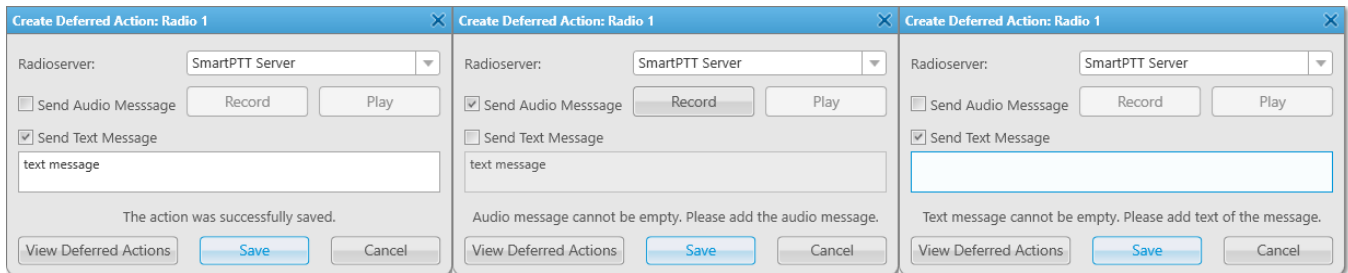 Create Deferred Action: Radio 1
Radioserver:
SmartPTT Server
Send Audio Messsage
Record
Play
Send Text Message
text message
The action was successfully saved.
View Deferred Actions
Save
Cancel
Create Deferred Action: Radio 1
Radioserver:
SmartPTT Server
Send Audio Messsage
Record
Play
Send Text Message
text message
Audio message cannot be empty. Please add the audio message.
View Deferred Actions
Save
Cancel
Create Deferred Action: Radio 1
Radioserver:
SmartPTT Server
Send Audio Messsage
Record
Play
Send Text Message
Text message cannot be empty. Please add text of the message.
View Deferred Actions
Save
Cancel